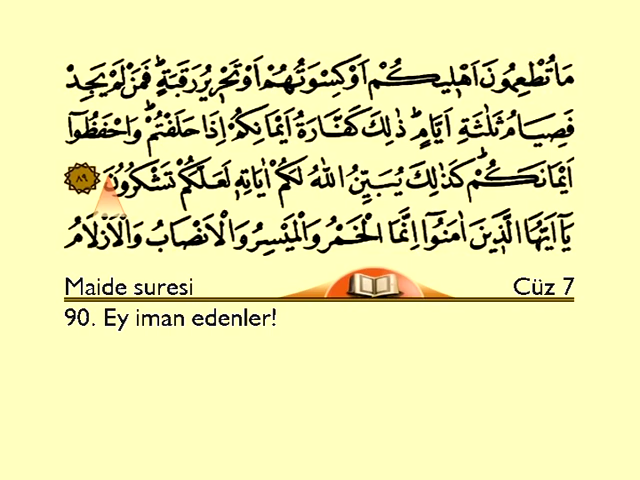 مَا تُطْعِمُونَ اَهْل۪يكُمْ اَوْ كِسْوَتُهُمْ اَوْ تَحْر۪يرُ رَقَبَةٍۜ فَمَنْ لَمْ يَجِدْ
فَصِيَامُ ثَلٰثَةِ اَيَّامٍۜ ذٰلِكَ كَفَّارَةُ اَيْمَانِكُمْ اِذَا حَلَفْتُمْۜ وَاحْفَظُٓوا
اَيْمَانَكُمْۜ كَذٰلِكَ يُبَيِّنُ اللّٰهُ لَكُمْ اٰيَاتِه۪ لَعَلَّكُمْ تَشْكُرُونَ ﴿٨٩﴾
يَٓا اَيُّهَا الَّذ۪ينَ اٰمَنُٓوا اِنَّمَا الْخَمْرُ وَالْمَيْسِرُ وَالْاَنْصَابُ وَالْاَزْلَامُ
Maide suresi Cüz 7
90. Ey iman edenler!